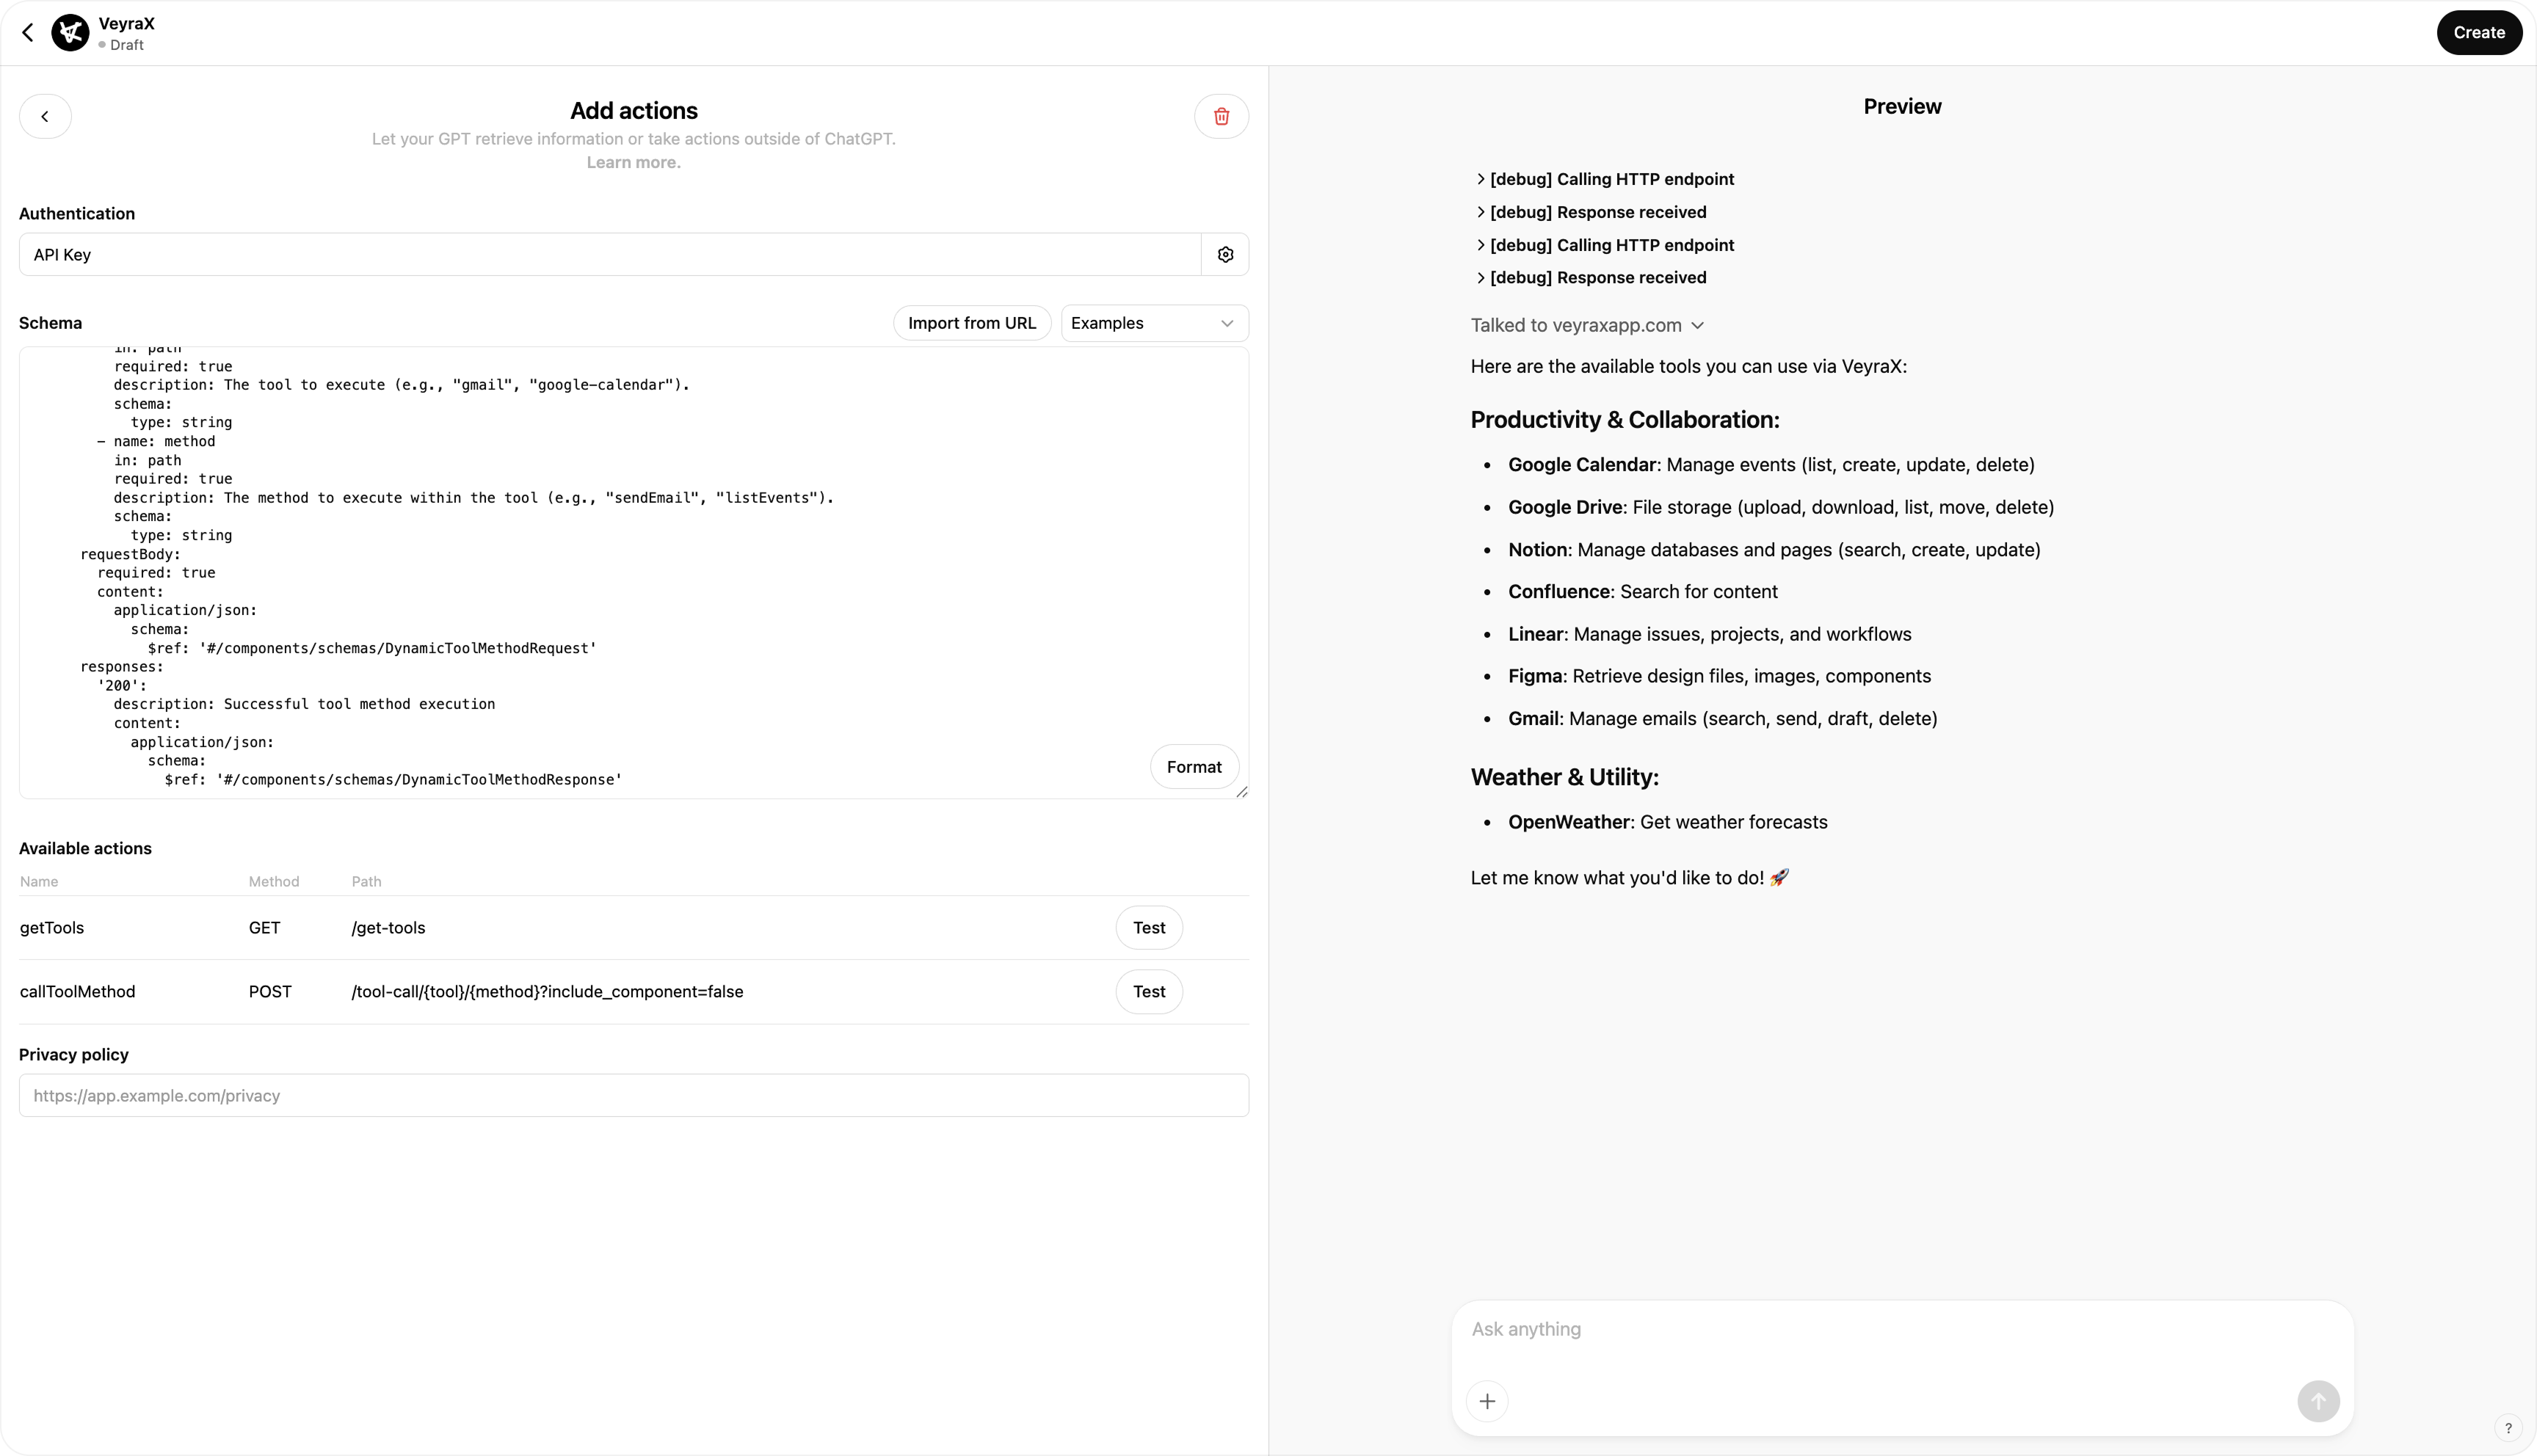 VeyraX
Draft
Create
Add actions
Let your GPT retrieve information or take actions outside of ChatGPT.
Learn more.
Authentication
API Key
Schema
Import from URL
Examples
in: path
required: true
description: The tool to execute (e.g., "gmail", "google-calendar").
schema:
type: string
- name: method
in: path
required: true
description: The method to execute within the tool (e.g., "sendEmail", "listEvents").
schema:
type: string
requestBody:
required: true
content:
application/json:
schema:
$ref: '#/components/schemas/DynamicToolMethodRequest'
responses:
'200':
description: Successful tool method execution
content:
application/json:
schema:
$ref: '#/components/schemas/DynamicToolMethodResponse'
Format
Available actions
Name Method Path
getTools GET /get-tools Test
callToolMethod POST /tool-call/{tool}/{method}?include_component=false Test
Privacy policy
https://app.example.com/privacy
Preview
[debug] Calling HTTP endpoint
[debug] Response received
[debug] Calling HTTP endpoint
[debug] Response received
Talked to veyraxapp.com
Here are the available tools you can use via VeyraX:
Productivity & Collaboration:
• Google Calendar: Manage events (list, create, update, delete)
• Google Drive: File storage (upload, download, list, move, delete)
• Notion: Manage databases and pages (search, create, update)
• Confluence: Search for content
• Linear: Manage issues, projects, and workflows
• Figma: Retrieve design files, images, components
• Gmail: Manage emails (search, send, draft, delete)
Weather & Utility:
• OpenWeather: Get weather forecasts
Let me know what you'd like to do! 🚀
Ask anything
?